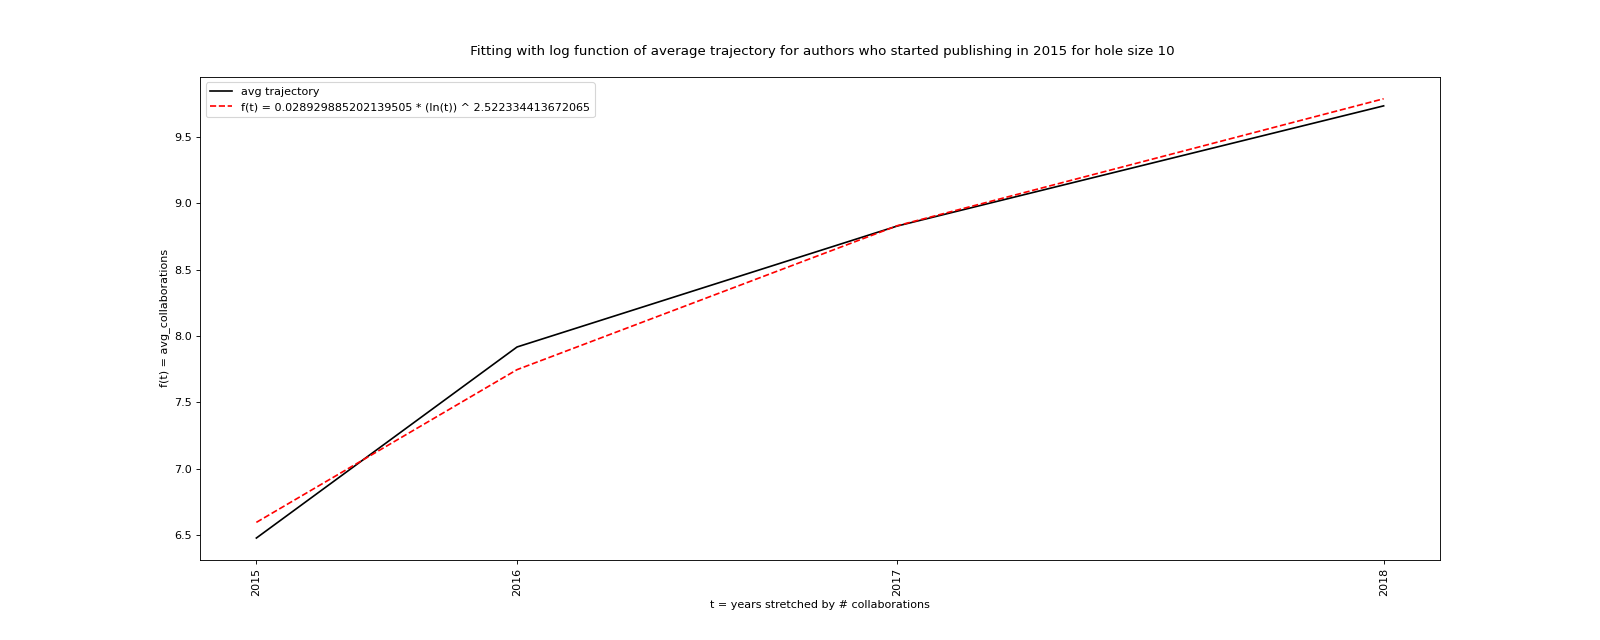 Fitting with log function of average trajectory for authors who started publishing in 2015 for hole size 10
avg trajectory
f(t) = 0.028929885202139505 * (ln(t)) ^ 2.522334413672065
9.5
9.0
8.5
8.0
7.5
7.0
6.5
f(t) = avg_collaborations
2015
2016
2017
2018
t = years stretched by # collaborations